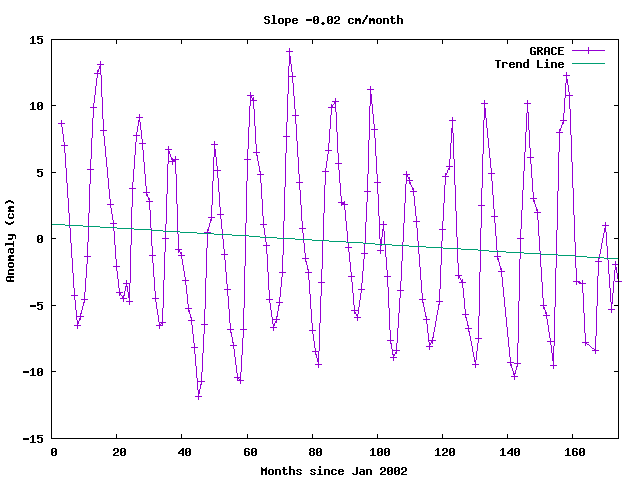 Slope -0.02 cm/month
GRACE
Trend Line
15
10
5
0
-5
-10
-15
Anomaly (cm)
0 20 40 60 80 100 120 140 160
Months since Jan 2002